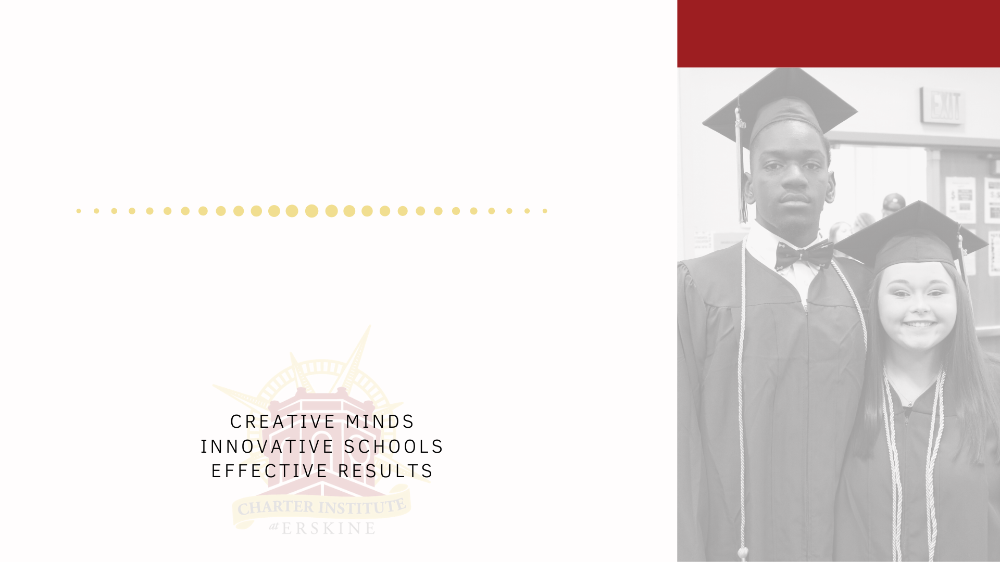 EXIT
CREATIVE MINDS
INNOVATIVE SCHOOLS
EFFECTIVE RESULTS
CHARTER INSTITUTE
at ERSKINE